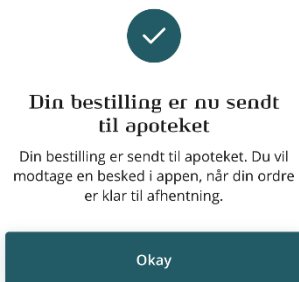 Din bestilling er nu sendt
til apoteket
Din bestilling er sendt til apoteket. Du vil
modtage en besked i appen, når din ordre
er klar til afhentning.
Okay